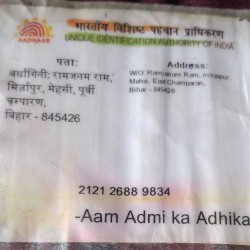 भारतीय विशिष्ट पहचान प्राधिकरण
UNIQUE IDENTIFICATION AUTHORITY OF INDIA
AADHAAR
पता:
अर्धांगिनी: रामजनम राम,
मिर्ज़ापुर, मेहसी, पूर्वी
चम्पारण,
बिहार - 845426
Address:
W/O: Ramjanam Ram, mirzapur,
Mehsi, East Champaran,
Bihar - 845426
2121 2688 9834
-Aam Admi ka Adhika